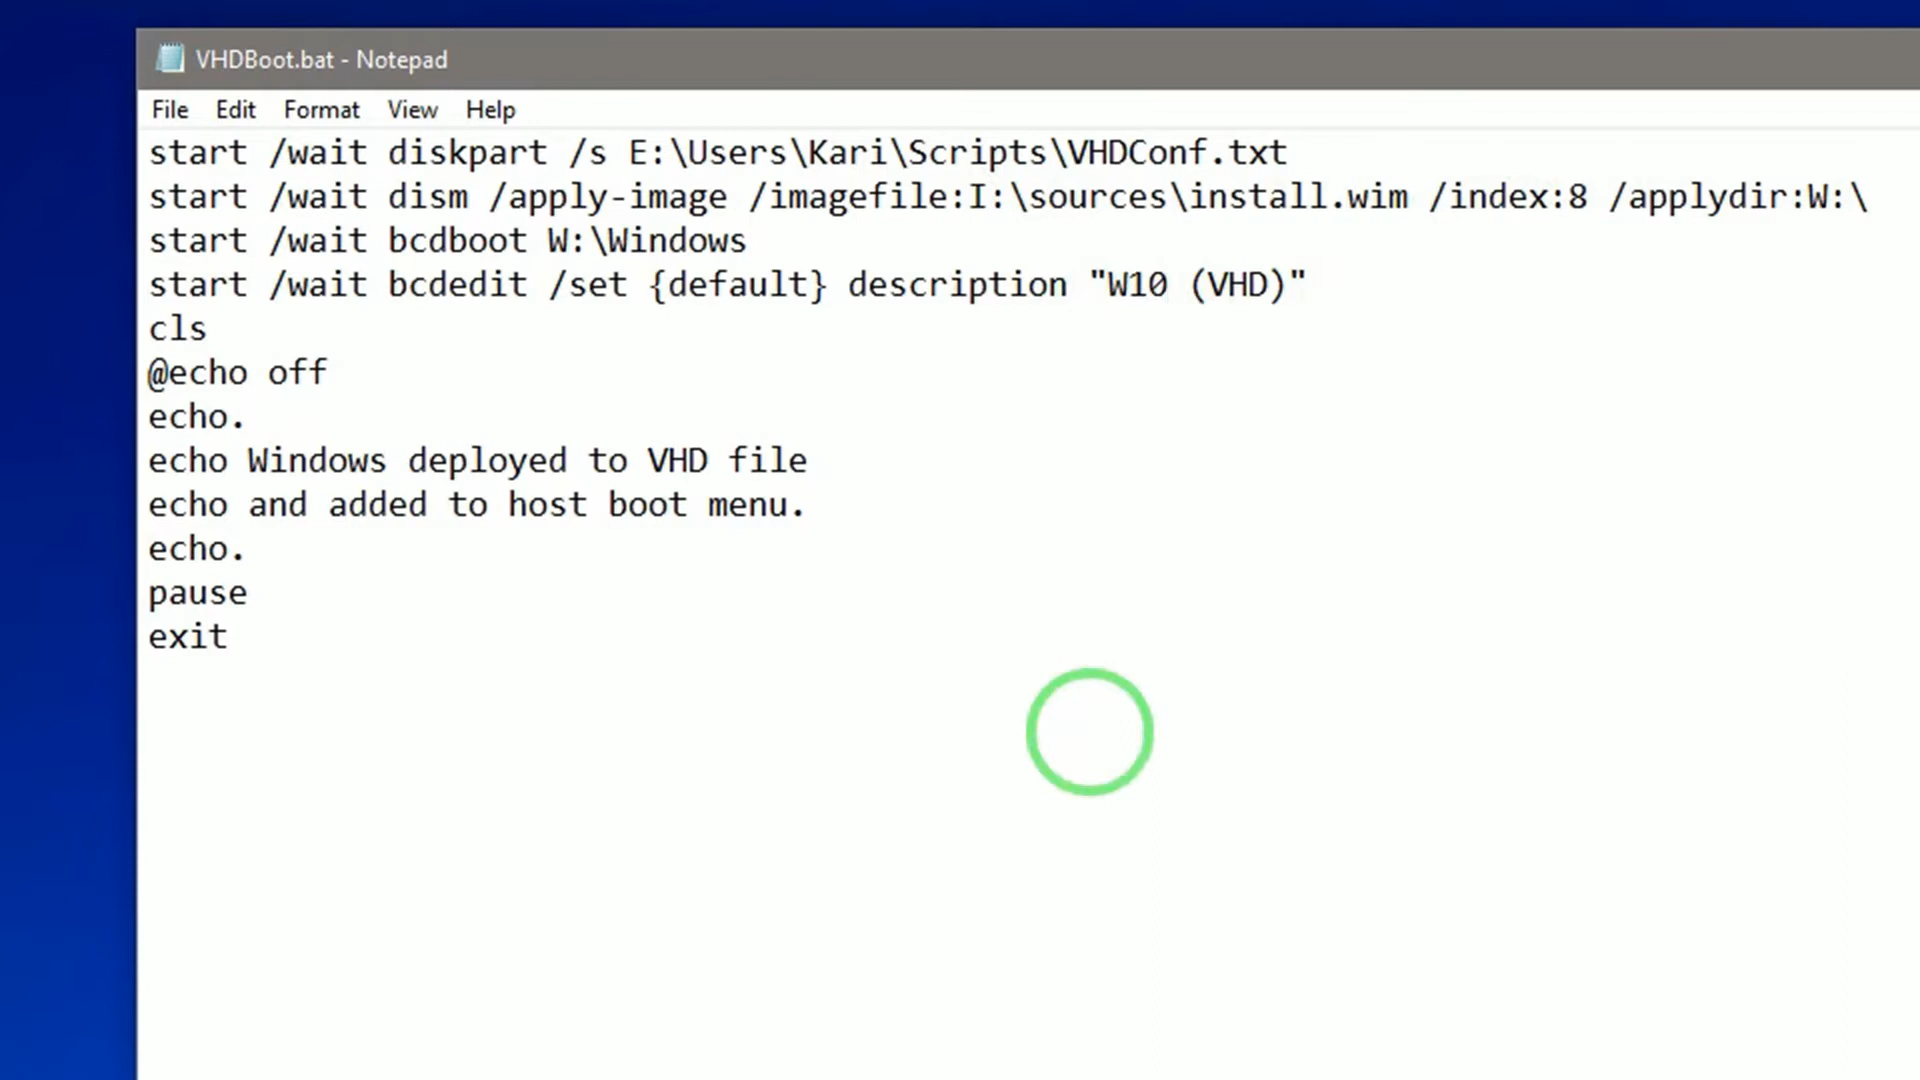 VHDBoot.bat - Notepad
File Edit Format View Help
start /wait diskpart /s E:\Users\Kari\Scripts\VHDConf.txt
start /wait dism /apply-image /imagefile:I:\sources\install.wim /index:8 /applydir:W:\
start /wait bcdboot W:\Windows
start /wait bcdedit /set {default} description "W10 (VHD)"
cls
@echo off
echo.
echo Windows deployed to VHD file
echo and added to host boot menu.
echo.
pause
exit